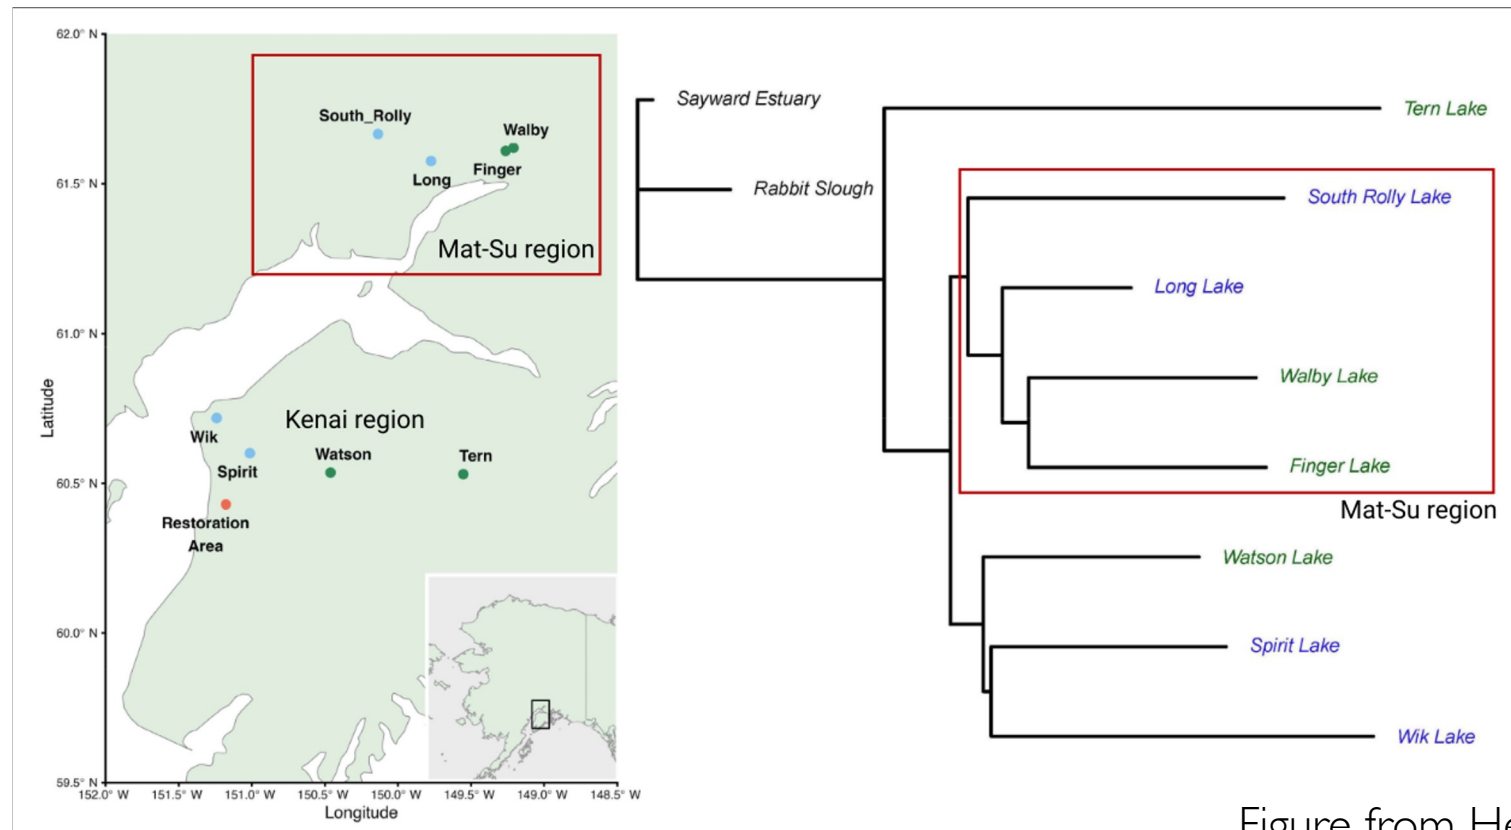 62.0° N
61.5° N
61.0° N
60.5° N
60.0° N
59.5° N
Latitude
152.0° W
151.5° W
151.0° W
150.5° W
150.0° W
149.5° W
149.0° W
148.5° W
Longitude
South_Rolly
Walby
Finger
Long
Mat-Su region
Kenai region
Wik
Watson
Tern
Spirit
Restoration
Area
Sayward Estuary
Rabbit Slough
Tern Lake
South Rolly Lake
Long Lake
Walby Lake
Finger Lake
Mat-Su region
Watson Lake
Spirit Lake
Wik Lake
Figure from He